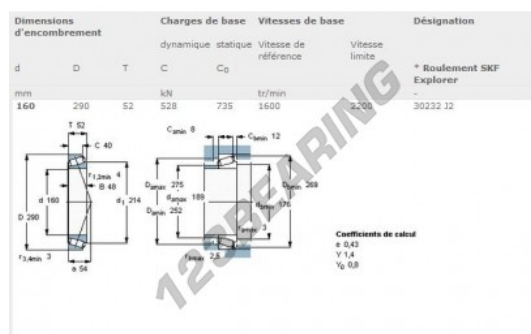 Dimensions d'encombrement Charges de base Vitesses de base Désignation
dynamique statique Vitesse de référence Vitesse limite
d D T C C0 * Roulement SKF Explorer
mm kN tr/min -
160 290 52 528 735 1600 2200 30232 J2
T 52
C 40
r1,2min 4
B 48
d 160
d1 214
D 290
r3,4min 3
a 54
Camin 8
Cbmin 12
Damax 275
Damin 252
damax 189
Dbmin 269
dbmin 176
ramax 3
rbmax 2,5
Coefficients de calcul
e 0,43
Y 1,4
Y0 0,8
123BEARING